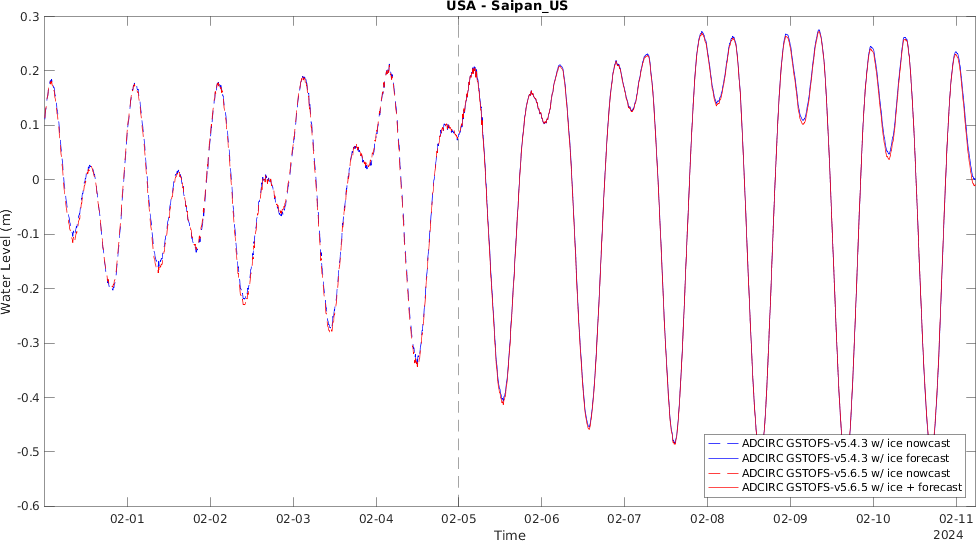 USA - Saipan_US
0.3
0.2
0.1
0
-0.1
-0.2
-0.3
-0.4
-0.5
-0.6
Water Level (m)
ADCIRC GSTOFS-v5.4.3 w/ ice nowcast
ADCIRC GSTOFS-v5.4.3 w/ ice forecast
ADCIRC GSTOFS-v5.6.5 w/ ice nowcast
ADCIRC GSTOFS-v5.6.5 w/ ice + forecast
02-01 02-02 02-03 02-04 02-05 02-06 02-07 02-08 02-09 02-10 02-11
Time
2024